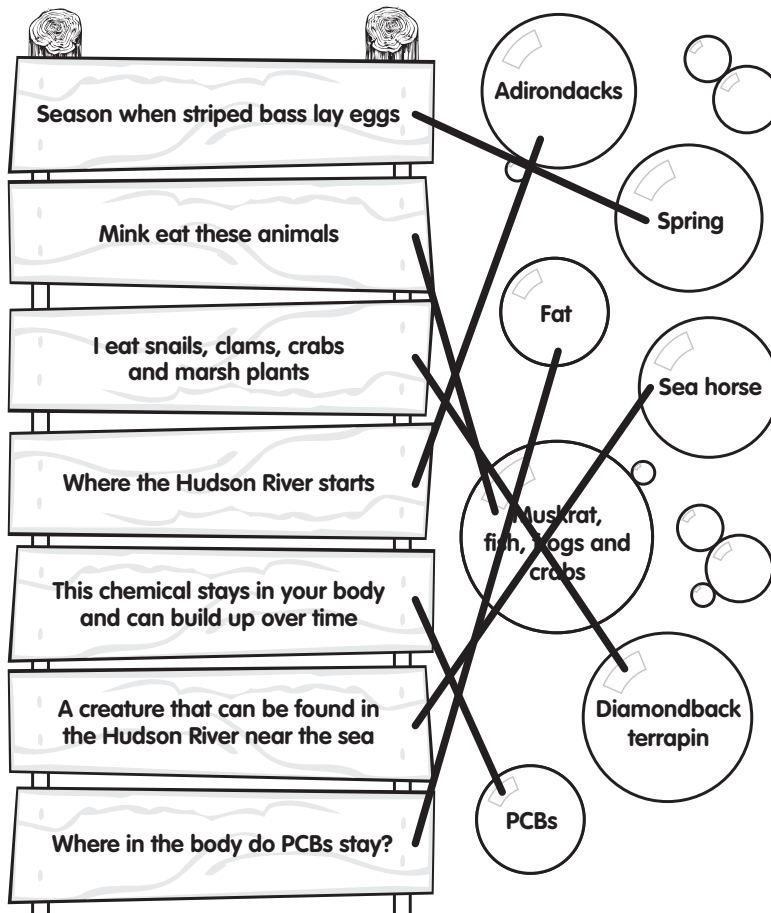 Season when striped bass lay eggs
Mink eat these animals
I eat snails, clams, crabs
and marsh plants
Where the Hudson River starts
This chemical stays in your body
and can build up over time
A creature that can be found in
the Hudson River near the sea
Where in the body do PCBs stay?
Adirondacks
Spring
Fat
Sea horse
Muskrat,
fish, frogs and
crabs
Diamondback
terrapin
PCBs